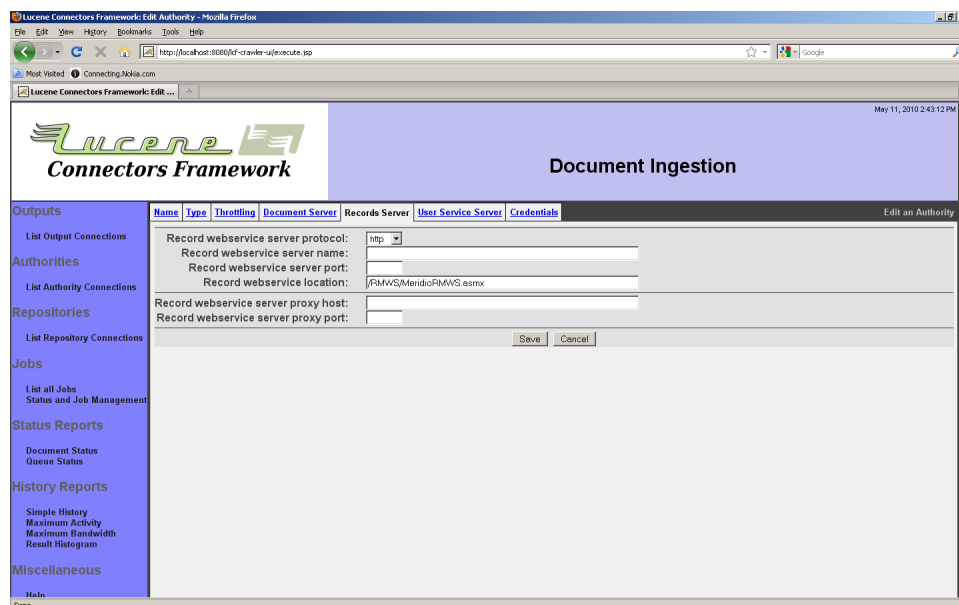 Lucene Connectors Framework: Edit Authority - Mozilla Firefox
File Edit View History Bookmarks Tools Help
http://localhost:8080/lcf-crawler-ui/execute.jsp
Google
Most Visited Connecting.Nokia.com
Lucene Connectors Framework: Edit ...
May 11, 2010 2:43:12 PM
Lucene
Connectors Framework
Document Ingestion
Name Type Throttling Document Server Records Server User Service Server Credentials
Edit an Authority
Outputs
List Output Connections
Authorities
List Authority Connections
Repositories
List Repository Connections
Jobs
List all Jobs
Status and Job Management
Status Reports
Document Status
Queue Status
History Reports
Simple History
Maximum Activity
Maximum Bandwidth
Result Histogram
Miscellaneous
Help
Record webservice server protocol: http
Record webservice server name:
Record webservice server port:
Record webservice location: /RMWS/MeridioRMWS.asmx
Record webservice server proxy host:
Record webservice server proxy port:
Save Cancel
Done